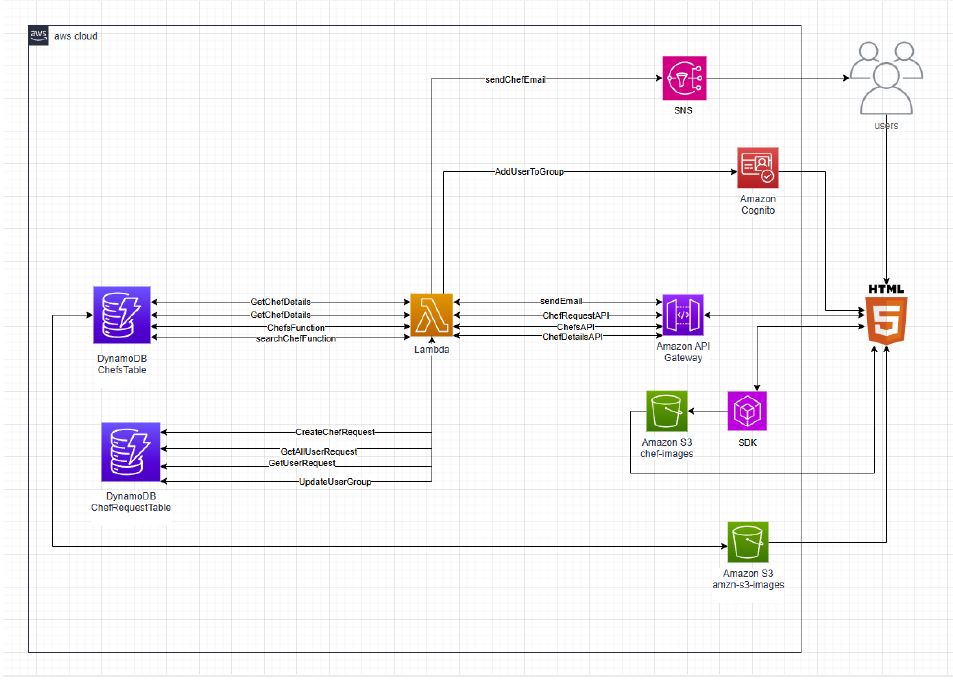 aws
aws cloud
sendChefEmail
SNS
users
AddUserToGroup
Amazon
Cognito
HTML
5
GetChefDetails
GetChefDetails
ChefsFunction
searchChefFunction
DynamoDB
ChefsTable
Lambda
sendEmail
ChefRequestAPI
ChefsAPI
ChefDetailsAPI
Amazon API
Gateway
Amazon S3
chef-images
SDK
CreateChefRequest
GetAllUserRequest
GetUserRequest
UpdateUserGroup
DynamoDB
ChefRequestTable
Amazon S3
amzn-s3-images